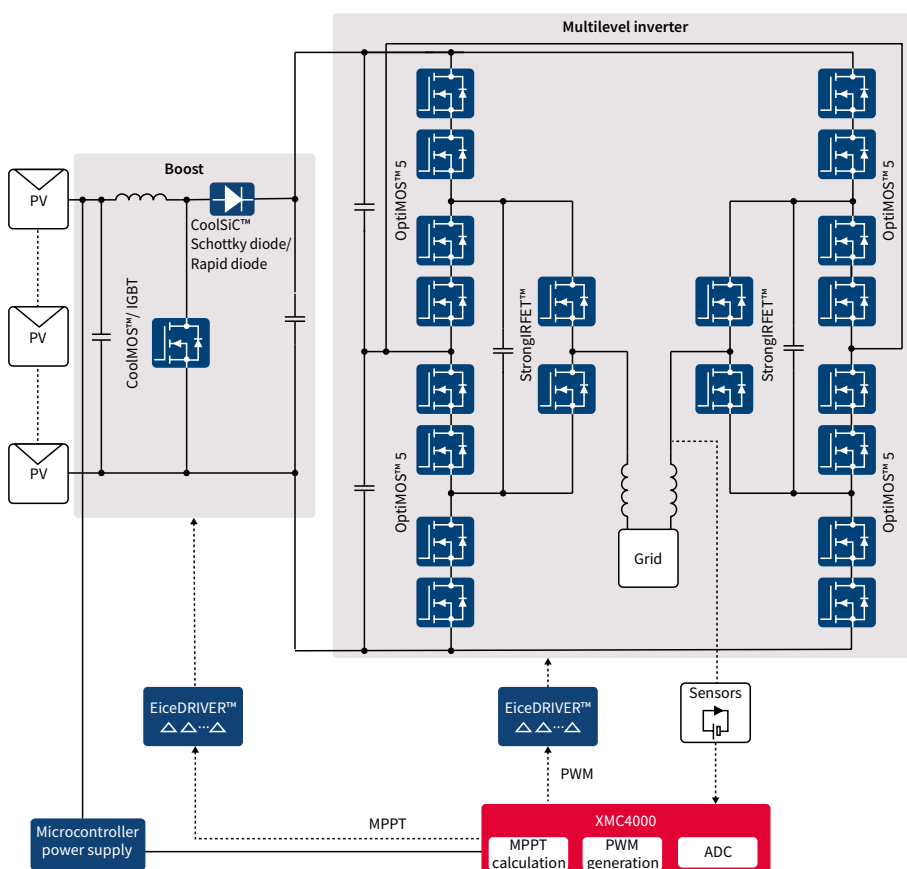 Multilevel inverter
Boost
PV
PV
PV
CoolSiC™
Schottky diode/
Rapid diode
CoolMOS™/ IGBT
OptiMOS™ 5
OptiMOS™ 5
StrongIRFET™
StrongIRFET™
OptiMOS™ 5
OptiMOS™ 5
Grid
EiceDRIVER™
EiceDRIVER™
Sensors
PWM
MPPT
Microcontroller
power supply
XMC4000
MPPT
calculation
PWM
generation
ADC